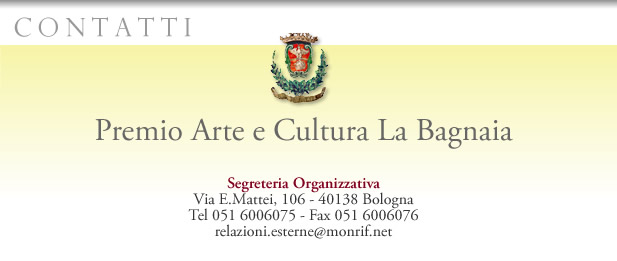 CONTATTI
Premio Arte e Cultura La Bagnaia
Segreteria Organizzativa
Via E.Mattei, 106 - 40138 Bologna
Tel 051 6006075 - Fax 051 6006076
relazioni.esterne@monrif.net